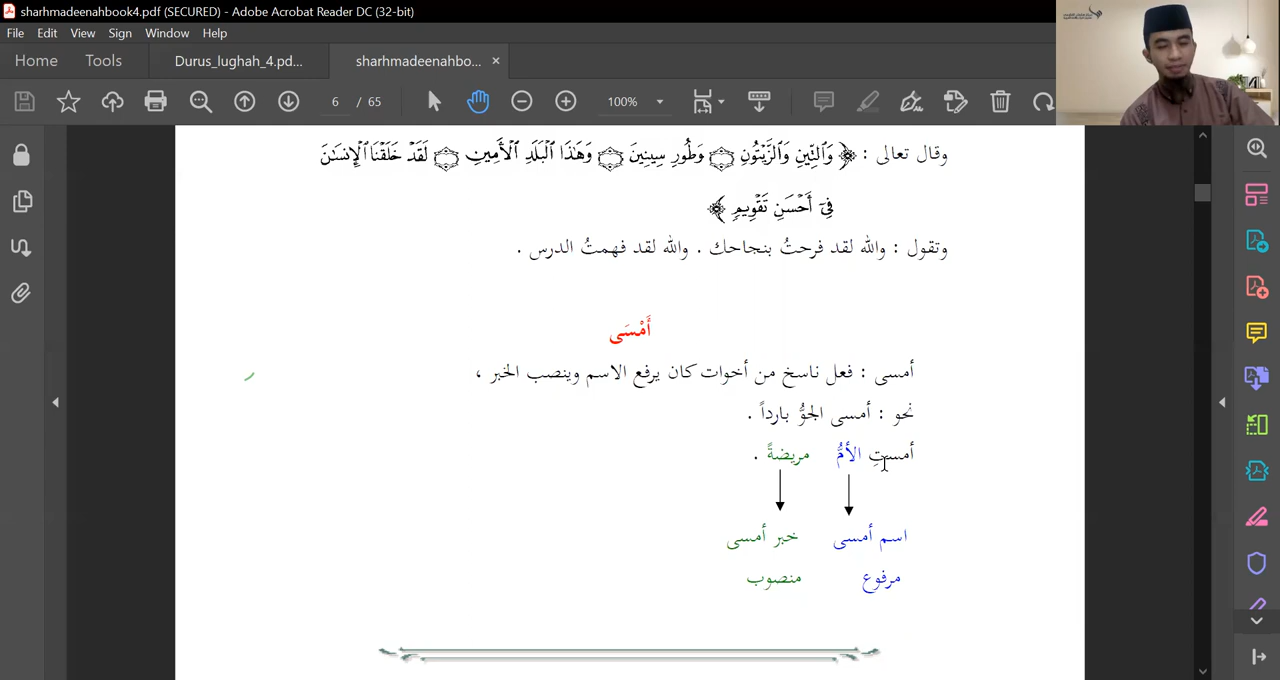 sharhmadeenahbook4.pdf (SECURED) - Adobe Acrobat Reader DC (32-bit)
File Edit View Sign Window Help
Home Tools Durus_lughah_4.pd... sharhmadeenahbo... ×
6 / 65 100%
وقال تعالى : ﴿ وَٱلتِّينِ وَٱلزَّيْتُونِ ۝ وَطُورِ سِينِينَ ۝ وَهَٰذَا ٱلْبَلَدِ ٱلْأَمِينِ ۝ لَقَدْ خَلَقْنَا ٱلْإِنسَٰنَ
فِىٓ أَحْسَنِ تَقْوِيمٍ ﴾
وتقول : والله لقد فرحتُ بنجاحك . والله لقد فهمتُ الدرس .
أَمْسَى
أمسى : فعل ناسخ من أخوات كان يرفع الاسم وينصب الخبر ،
نحو : أمسى الجوُّ بارداً .
أمستِ الأمُّ مريضةً .
اسم أمسى خبر أمسى
مرفوع منصوب